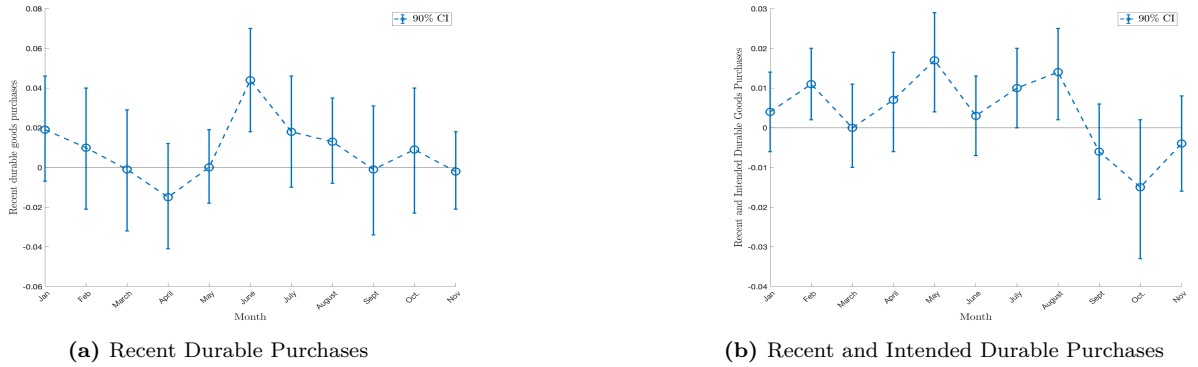 90% CI
0.08
0.06
0.04
0.02
0
-0.02
-0.04
-0.06
Recent durable goods purchases
Jan Feb March April May June July August Sept Oct. Nov
Month
(a) Recent Durable Purchases
90% CI
0.03
0.02
0.01
0
-0.01
-0.02
-0.03
-0.04
Recent and Intended Durable Goods Purchases
Jan Feb March April May June July August Sept Oct. Nov
Month
(b) Recent and Intended Durable Purchases